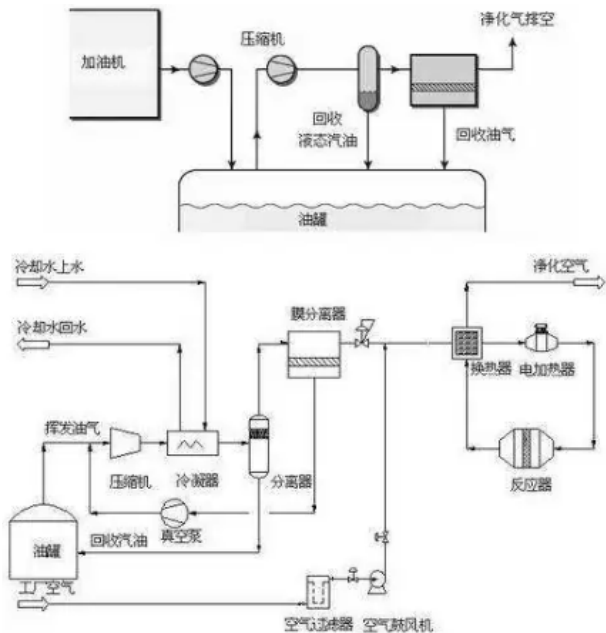 净化气排空
压缩机
加油机
回收
液态汽油
回收油气
油罐
冷却水上水
净化空气
膜分离器
冷却水回水
换热器
电加热器
挥发油气
压缩机
冷凝器
分离器
反应器
真空泵
回收汽油
油罐
工厂空气
空气过滤器
空气鼓风机